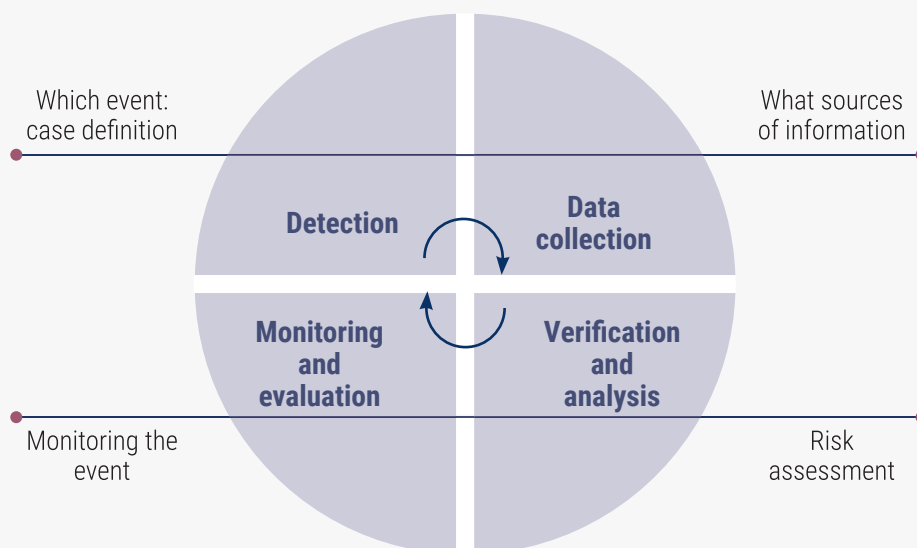 Which event:
case definition
What sources
of information
Detection
Data
collection
Monitoring
and
evaluation
Verification
and
analysis
Monitoring the
event
Risk
assessment